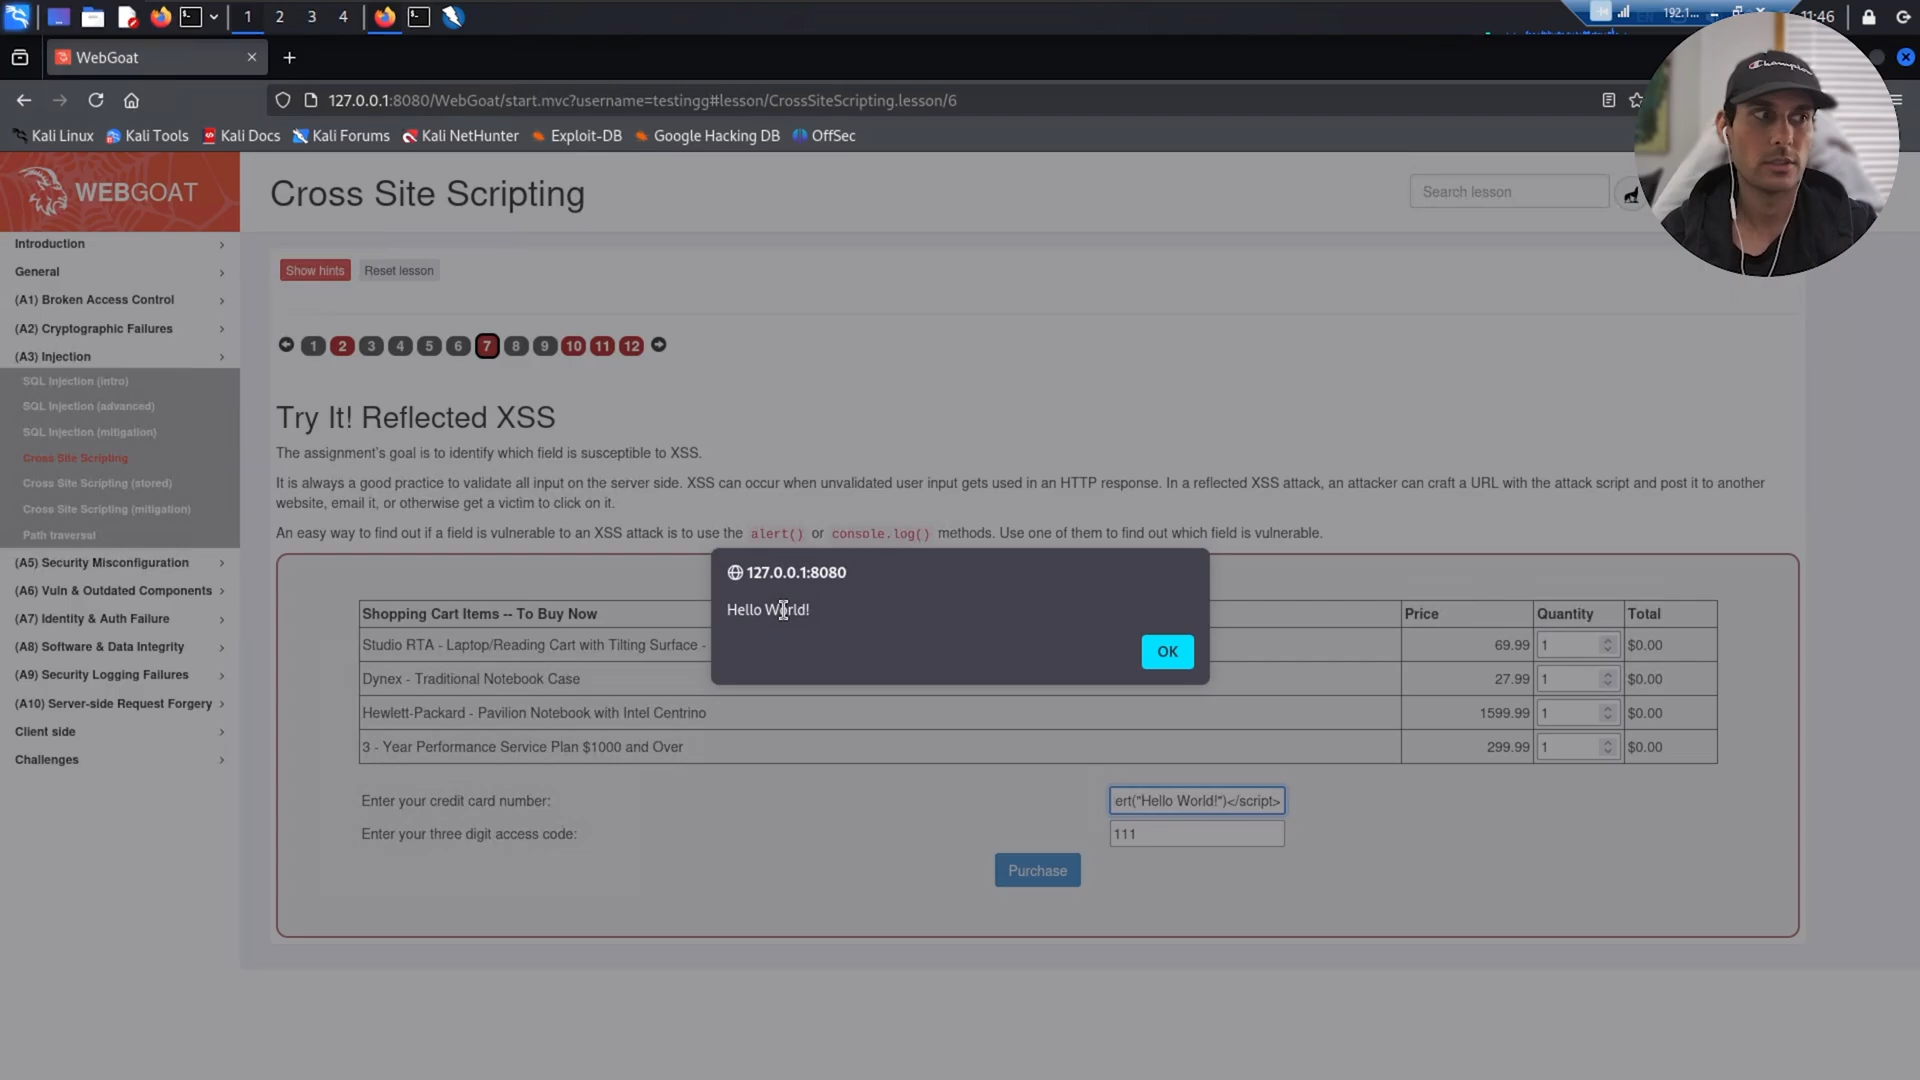 1
2
3
4
192.1...
11:46
WebGoat
127.0.0.1:8080/WebGoat/start.mvc?username=testingg#lesson/CrossSiteScripting.lesson/6
Kali Linux
Kali Tools
Kali Docs
Kali Forums
Kali NetHunter
Exploit-DB
Google Hacking DB
OffSec
WEBGOAT
Cross Site Scripting
Search lesson
Champion
Introduction
General
(A1) Broken Access Control
(A2) Cryptographic Failures
(A3) Injection
SQL Injection (intro)
SQL Injection (advanced)
SQL Injection (mitigation)
Cross Site Scripting
Cross Site Scripting (stored)
Cross Site Scripting (mitigation)
Path traversal
(A5) Security Misconfiguration
(A6) Vuln & Outdated Components
(A7) Identity & Auth Failure
(A8) Software & Data Integrity
(A9) Security Logging Failures
(A10) Server-side Request Forgery
Client side
Challenges
Show hints
Reset lesson
1 2 3 4 5 6 7 8 9 10 11 12
Try It! Reflected XSS
The assignment's goal is to identify which field is susceptible to XSS.
It is always a good practice to validate all input on the server side. XSS can occur when unvalidated user input gets used in an HTTP response. In a reflected XSS attack, an attacker can craft a URL with the attack script and post it to another
website, email it, or otherwise get a victim to click on it.
An easy way to find out if a field is vulnerable to an XSS attack is to use the alert() or console.log() methods. Use one of them to find out which field is vulnerable.
127.0.0.1:8080
Hello World!
OK
Shopping Cart Items -- To Buy Now Price Quantity Total
Studio RTA - Laptop/Reading Cart with Tilting Surface - 69.99 1 $0.00
Dynex - Traditional Notebook Case 27.99 1 $0.00
Hewlett-Packard - Pavilion Notebook with Intel Centrino 1599.99 1 $0.00
3 - Year Performance Service Plan $1000 and Over 299.99 1 $0.00
Enter your credit card number: ert("Hello World!")</script>
Enter your three digit access code: 111
Purchase